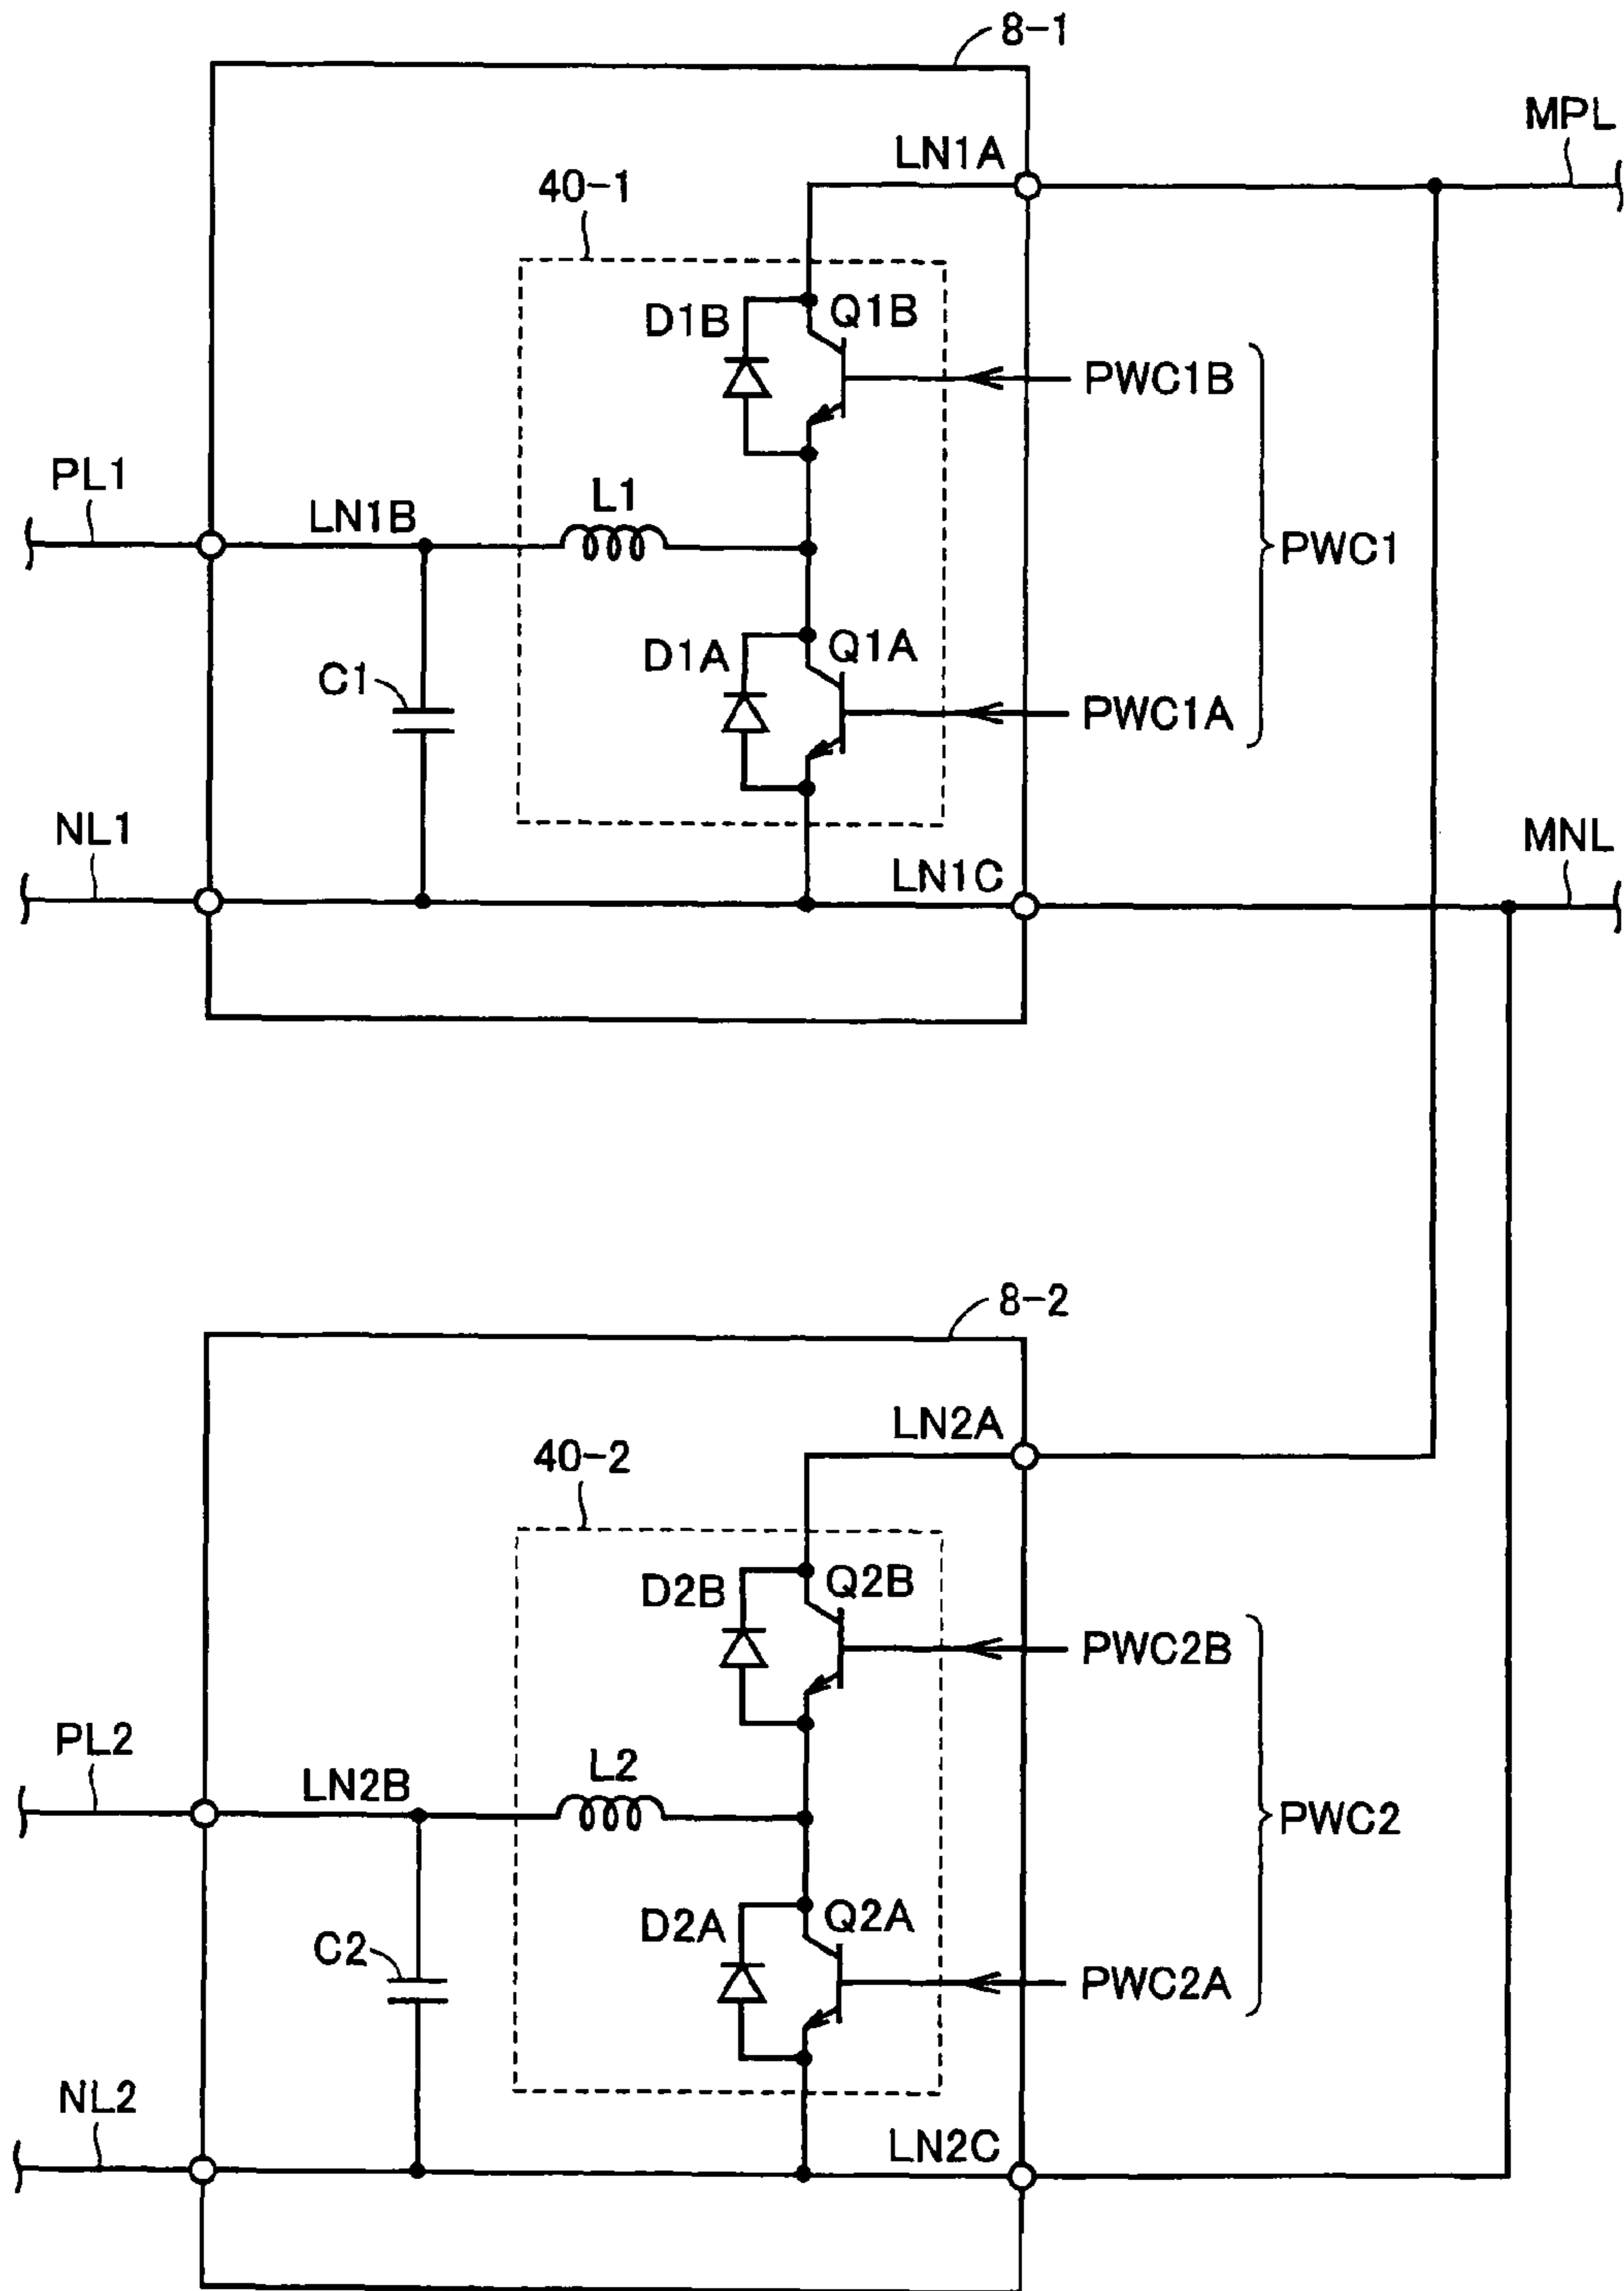 8-1
MPL
LN1A
40-1
D1B
Q1B
PWC1B
PL1
LN1B
L1
PWC1
D1A
Q1A
C1
PWC1A
NL1
LN1C
MNL
8-2
LN2A
40-2
D2B
Q2B
PWC2B
PL2
LN2B
L2
PWC2
D2A
Q2A
C2
PWC2A
NL2
LN2C